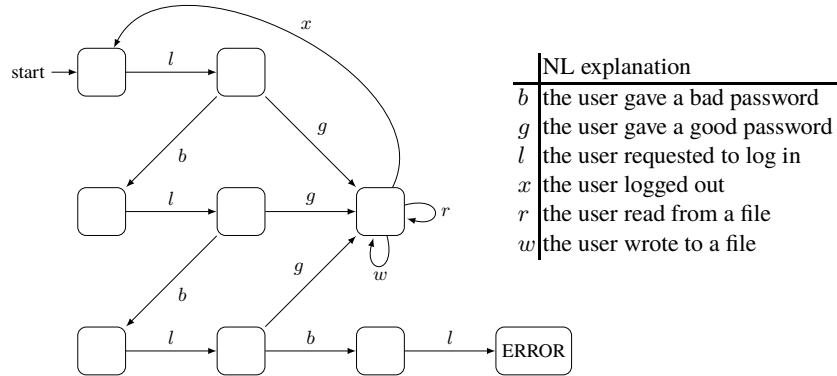 x
start
l
g
b
l
g
r
w
g
b
l
b
l
ERROR
NL explanation
b the user gave a bad password
g the user gave a good password
l the user requested to log in
x the user logged out
r the user read from a file
w the user wrote to a file